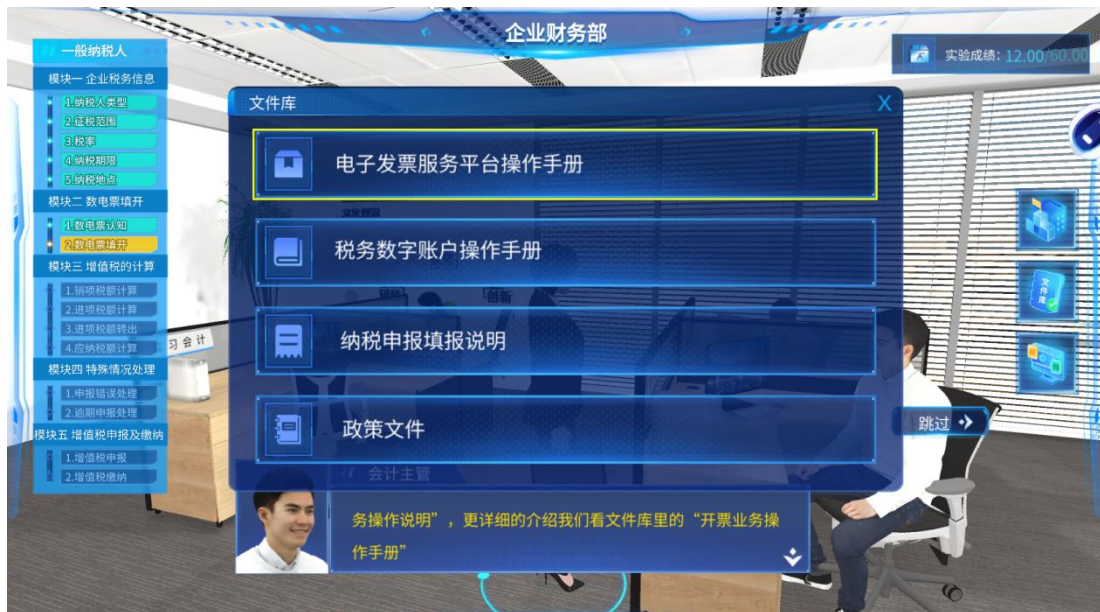 企业财务部
一般纳税人
实验成绩：12.00/60.00
模块一 企业税务信息
1.纳税人类型
2.征税范围
3.税率
4.纳税期限
5.纳税地点
模块二 数电票填开
1.数电票认知
2.数电票填开
模块三 增值税的计算
1.销项税额计算
2.进项税额计算
3.进项税额转出
4.应纳税额计算
模块四 特殊情况处理
1.申报错误处理
2.逾期申报处理
模块五 增值税申报及缴纳
1.增值税申报
2.增值税缴纳
文件库
X
电子发票服务平台操作手册
税务数字账户操作手册
创新
纳税申报填报说明
习会计
政策文件
文件库
跳过
会计主管
务操作说明”，更详细的介绍我们看文件库里的“开票业务操
作手册”